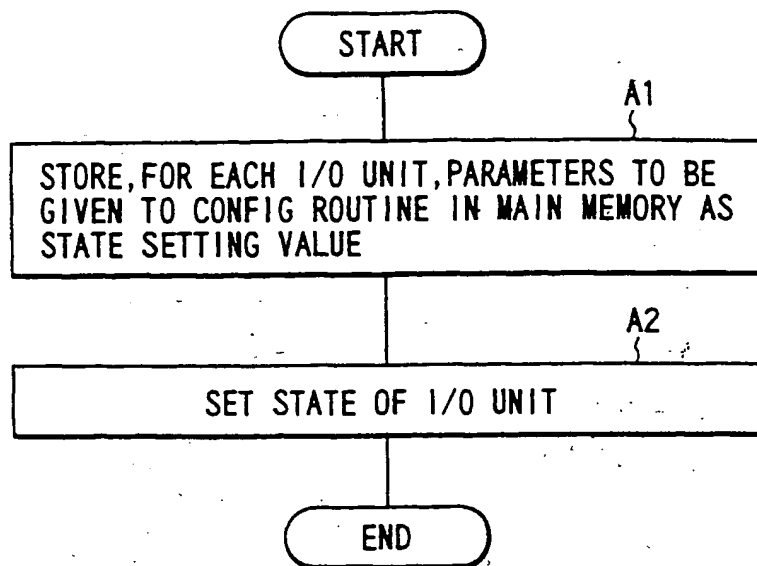 START
A1
STORE,FOR EACH I/O UNIT,PARAMETERS TO BE
GIVEN TO CONFIG ROUTINE IN MAIN MEMORY AS
STATE SETTING VALUE
A2
SET STATE OF I/O UNIT
END